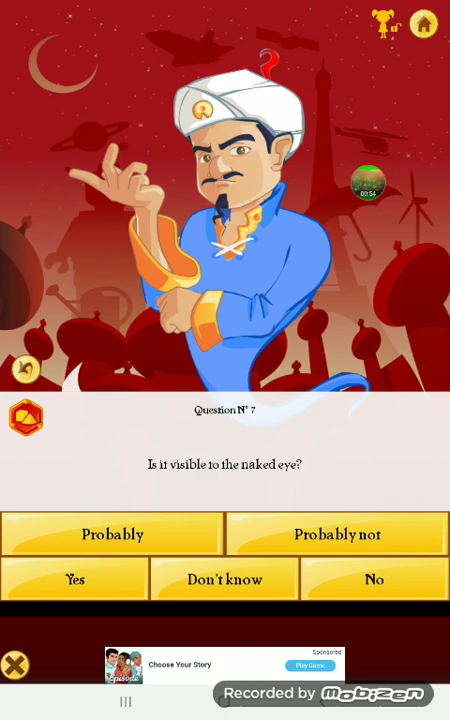 00:54
Question N° 7
Is it visible to the naked eye?
Probably
Probably not
Yes
Don't know
No
Sponsored
Episode
Choose Your Story
Play Game
Recorded by Mobizen